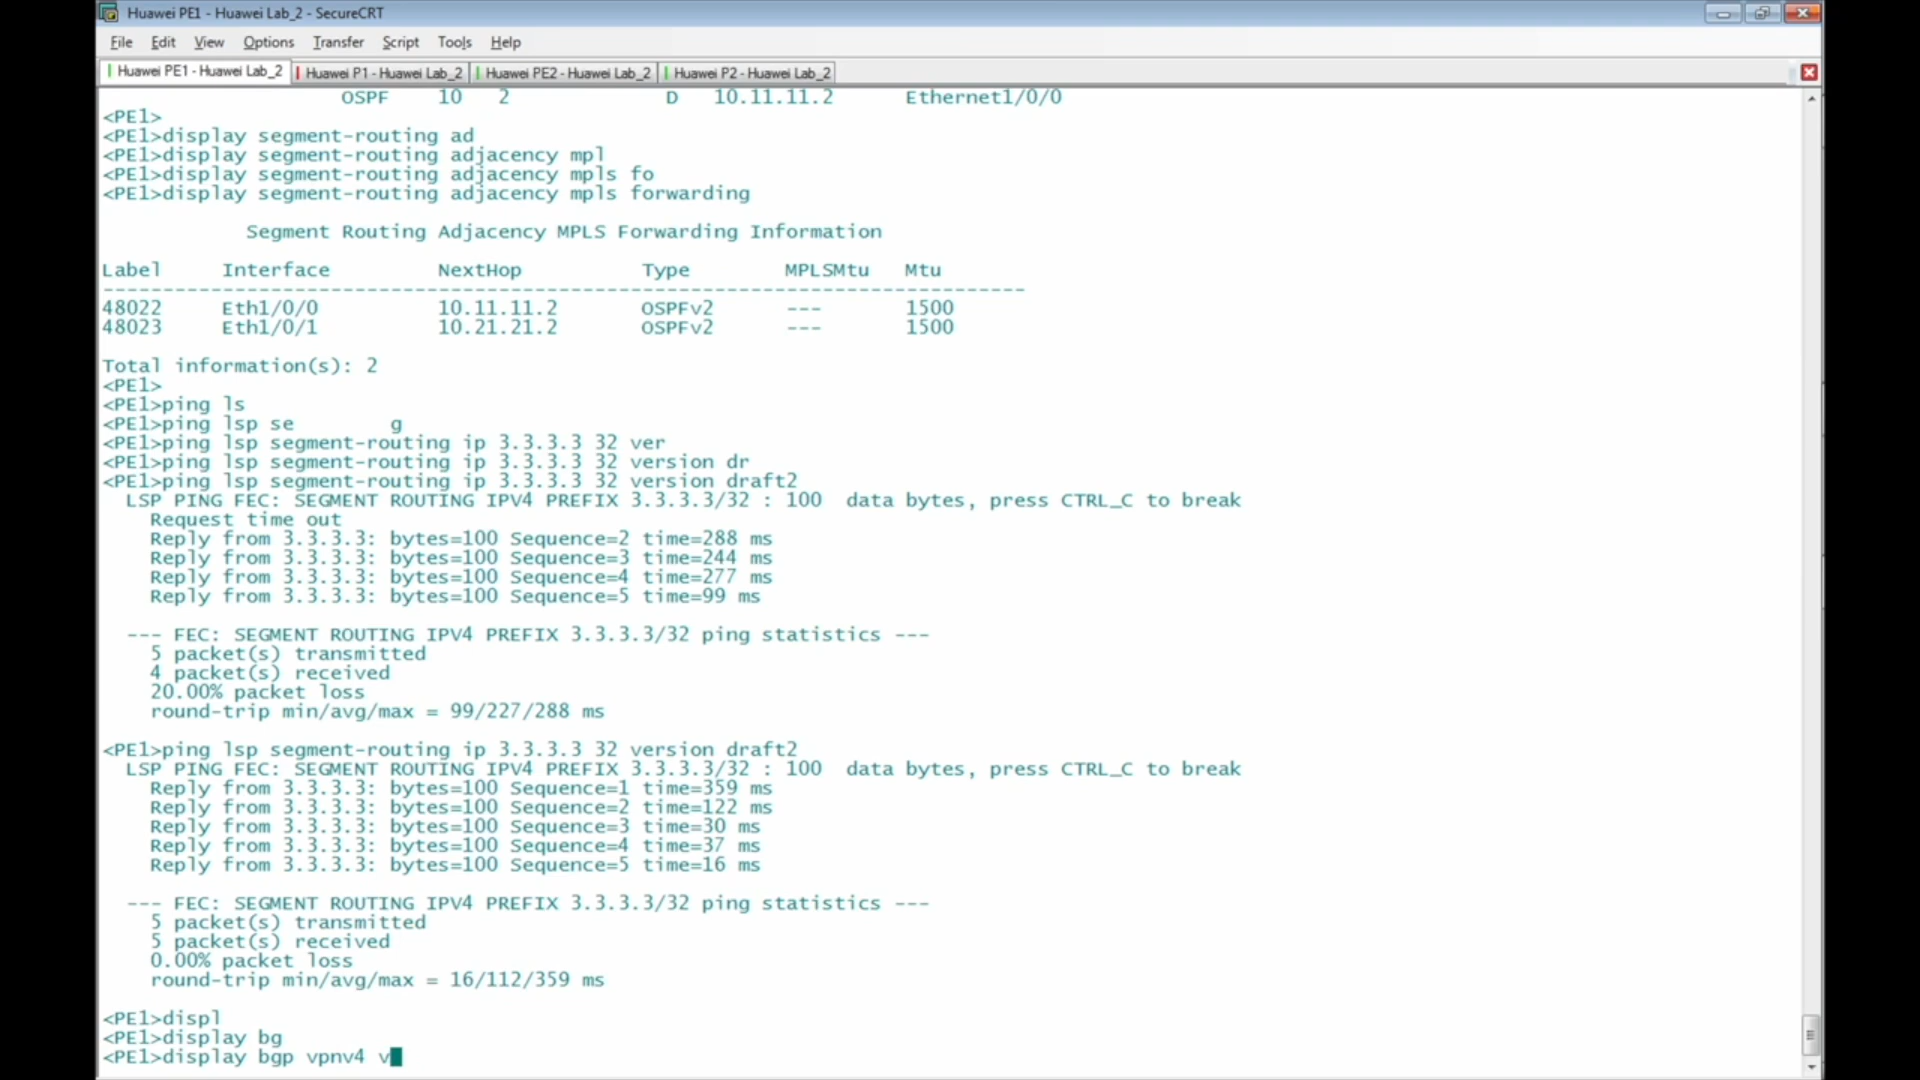 Huawei PE1 - Huawei Lab_2 - SecureCRT
File Edit View Options Transfer Script Tools Help
Huawei PE1 - Huawei Lab_2 Huawei P1 - Huawei Lab_2 Huawei PE2 - Huawei Lab_2 Huawei P2 - Huawei Lab_2
OSPF 10 2 D 10.11.11.2 Ethernet1/0/0
<PE1>
<PE1>display segment-routing ad
<PE1>display segment-routing adjacency mpl
<PE1>display segment-routing adjacency mpls fo
<PE1>display segment-routing adjacency mpls forwarding
Segment Routing Adjacency MPLS Forwarding Information
Label Interface NextHop Type MPLSMtu Mtu
-----------------------------------------------------------------------------
48022 Eth1/0/0 10.11.11.2 OSPFv2 --- 1500
48023 Eth1/0/1 10.21.21.2 OSPFv2 --- 1500
Total information(s): 2
<PE1>
<PE1>ping ls
<PE1>ping lsp se g
<PE1>ping lsp segment-routing ip 3.3.3.3 32 ver
<PE1>ping lsp segment-routing ip 3.3.3.3 32 version dr
<PE1>ping lsp segment-routing ip 3.3.3.3 32 version draft2
LSP PING FEC: SEGMENT ROUTING IPV4 PREFIX 3.3.3.3/32 : 100 data bytes, press CTRL_C to break
Request time out
Reply from 3.3.3.3: bytes=100 Sequence=2 time=288 ms
Reply from 3.3.3.3: bytes=100 Sequence=3 time=244 ms
Reply from 3.3.3.3: bytes=100 Sequence=4 time=277 ms
Reply from 3.3.3.3: bytes=100 Sequence=5 time=99 ms
--- FEC: SEGMENT ROUTING IPV4 PREFIX 3.3.3.3/32 ping statistics ---
5 packet(s) transmitted
4 packet(s) received
20.00% packet loss
round-trip min/avg/max = 99/227/288 ms
<PE1>ping lsp segment-routing ip 3.3.3.3 32 version draft2
LSP PING FEC: SEGMENT ROUTING IPV4 PREFIX 3.3.3.3/32 : 100 data bytes, press CTRL_C to break
Reply from 3.3.3.3: bytes=100 Sequence=1 time=359 ms
Reply from 3.3.3.3: bytes=100 Sequence=2 time=122 ms
Reply from 3.3.3.3: bytes=100 Sequence=3 time=30 ms
Reply from 3.3.3.3: bytes=100 Sequence=4 time=37 ms
Reply from 3.3.3.3: bytes=100 Sequence=5 time=16 ms
--- FEC: SEGMENT ROUTING IPV4 PREFIX 3.3.3.3/32 ping statistics ---
5 packet(s) transmitted
5 packet(s) received
0.00% packet loss
round-trip min/avg/max = 16/112/359 ms
<PE1>displ
<PE1>display bg
<PE1>display bgp vpnv4 v